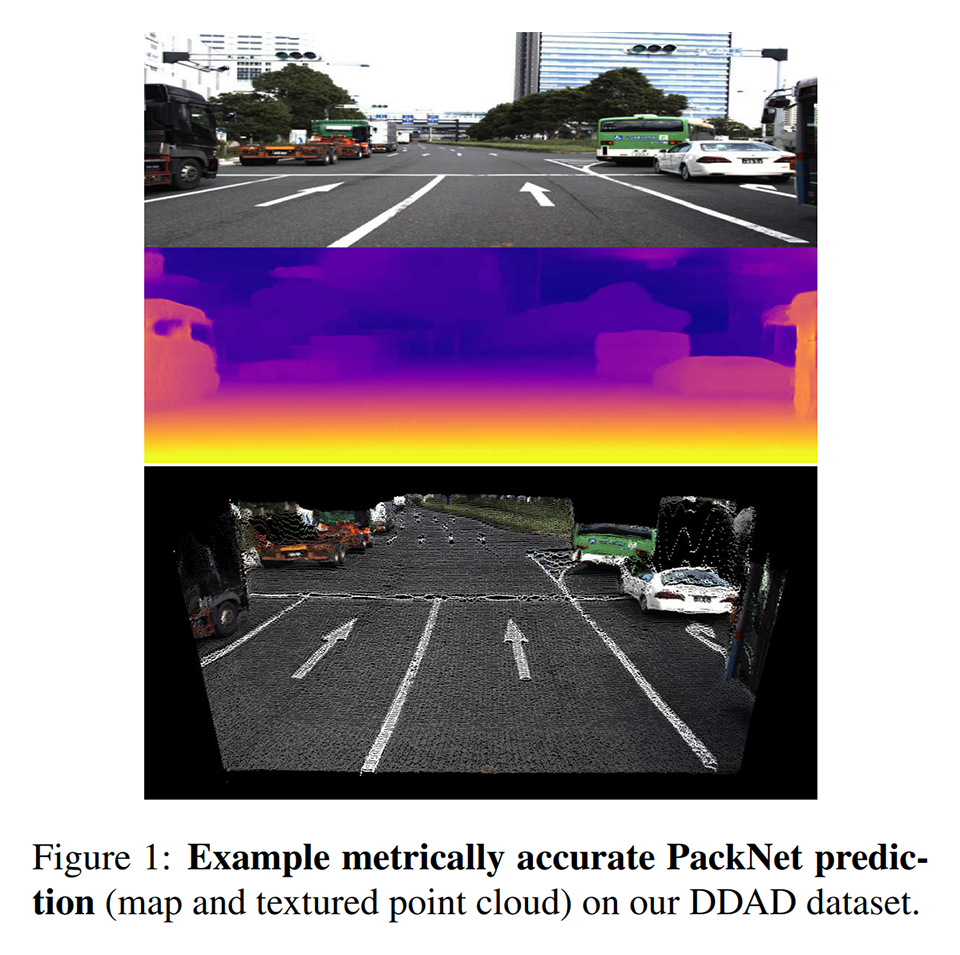 Figure 1: Example metrically accurate PackNet predic-
tion (map and textured point cloud) on our DDAD dataset.